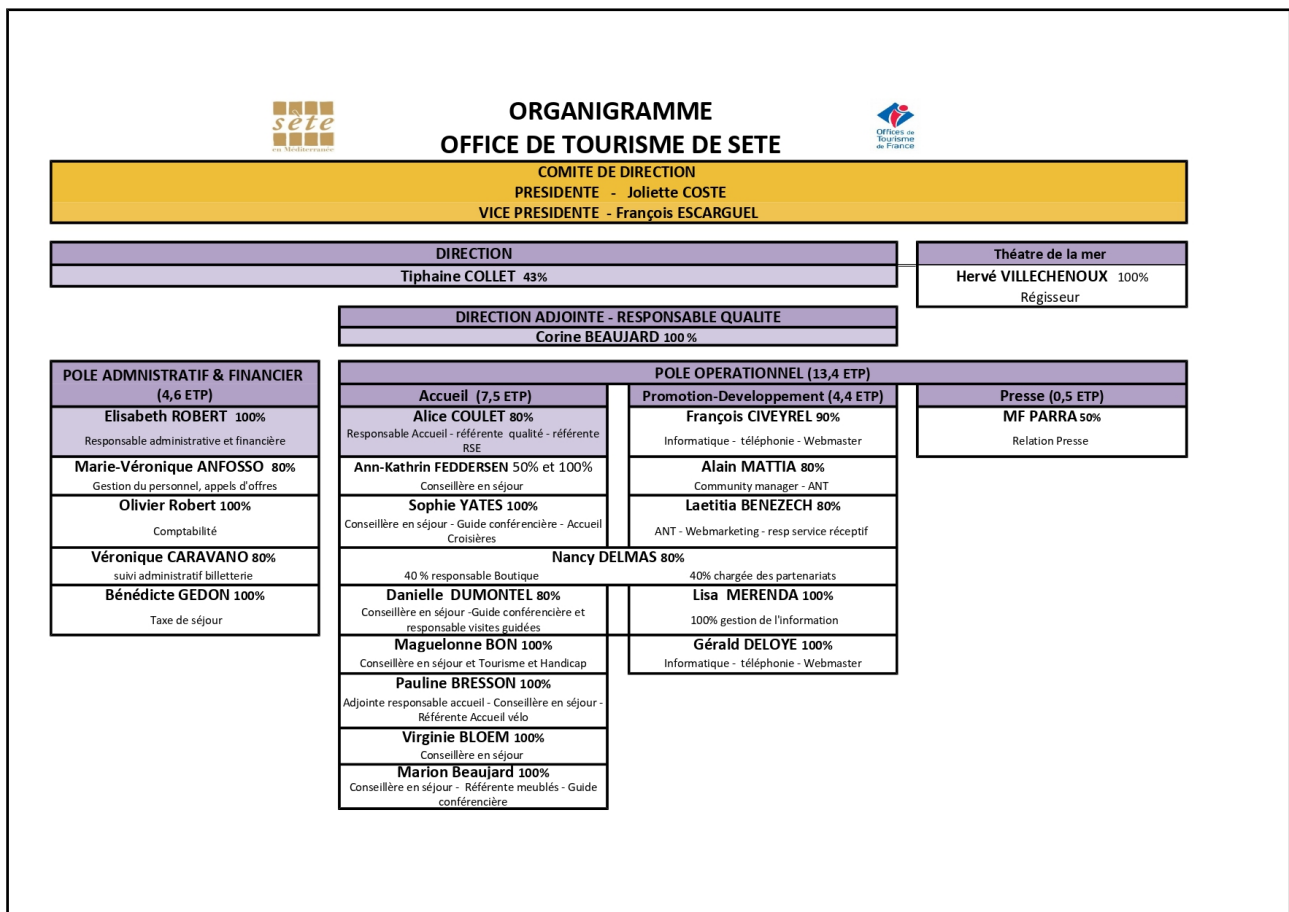 sète
en Méditerranée
ORGANIGRAMME
OFFICE DE TOURISME DE SETE
Offices de
Tourisme
de France
COMITE DE DIRECTION
PRESIDENTE - Joliette COSTE
VICE PRESIDENTE - François ESCARGUEL
DIRECTION
Tiphaine COLLET 43%
Théatre de la mer
Hervé VILLECHENOUX 100%
Régisseur
DIRECTION ADJOINTE - RESPONSABLE QUALITE
Corine BEAUJARD 100 %
POLE ADMNISTRATIF & FINANCIER
(4,6 ETP)
Elisabeth ROBERT 100%
Responsable administrative et financière
Marie-Véronique ANFOSSO 80%
Gestion du personnel, appels d'offres
Olivier Robert 100%
Comptabilité
Véronique CARAVANO 80%
suivi administratif billetterie
Bénédicte GEDON 100%
Taxe de séjour
POLE OPERATIONNEL (13,4 ETP)
Accueil (7,5 ETP)
Alice COULET 80%
Responsable Accueil - référente qualité - référente
RSE
Ann-Kathrin FEDDERSEN 50% et 100%
Conseillère en séjour
Sophie YATES 100%
Conseillère en séjour - Guide conférencière - Accueil
Croisières
Nancy DELMAS 80%
40 % responsable Boutique
40% chargée des partenariats
Danielle DUMONTEL 80%
Conseillère en séjour -Guide conférencière et
responsable visites guidées
Maguelonne BON 100%
Conseillère en séjour et Tourisme et Handicap
Pauline BRESSON 100%
Adjointe responsable accueil - Conseillère en séjour -
Référente Accueil vélo
Virginie BLOEM 100%
Conseillère en séjour
Marion Beaujard 100%
Conseillère en séjour - Référente meublés - Guide
conférencière
Promotion-Developpement (4,4 ETP)
François CIVEYREL 90%
Informatique - téléphonie - Webmaster
Alain MATTIA 80%
Community manager - ANT
Laetitia BENEZECH 80%
ANT - Webmarketing - resp service réceptif
Lisa MERENDA 100%
100% gestion de l'information
Gérald DELOYE 100%
Informatique - téléphonie - Webmaster
Presse (0,5 ETP)
MF PARRA 50%
Relation Presse